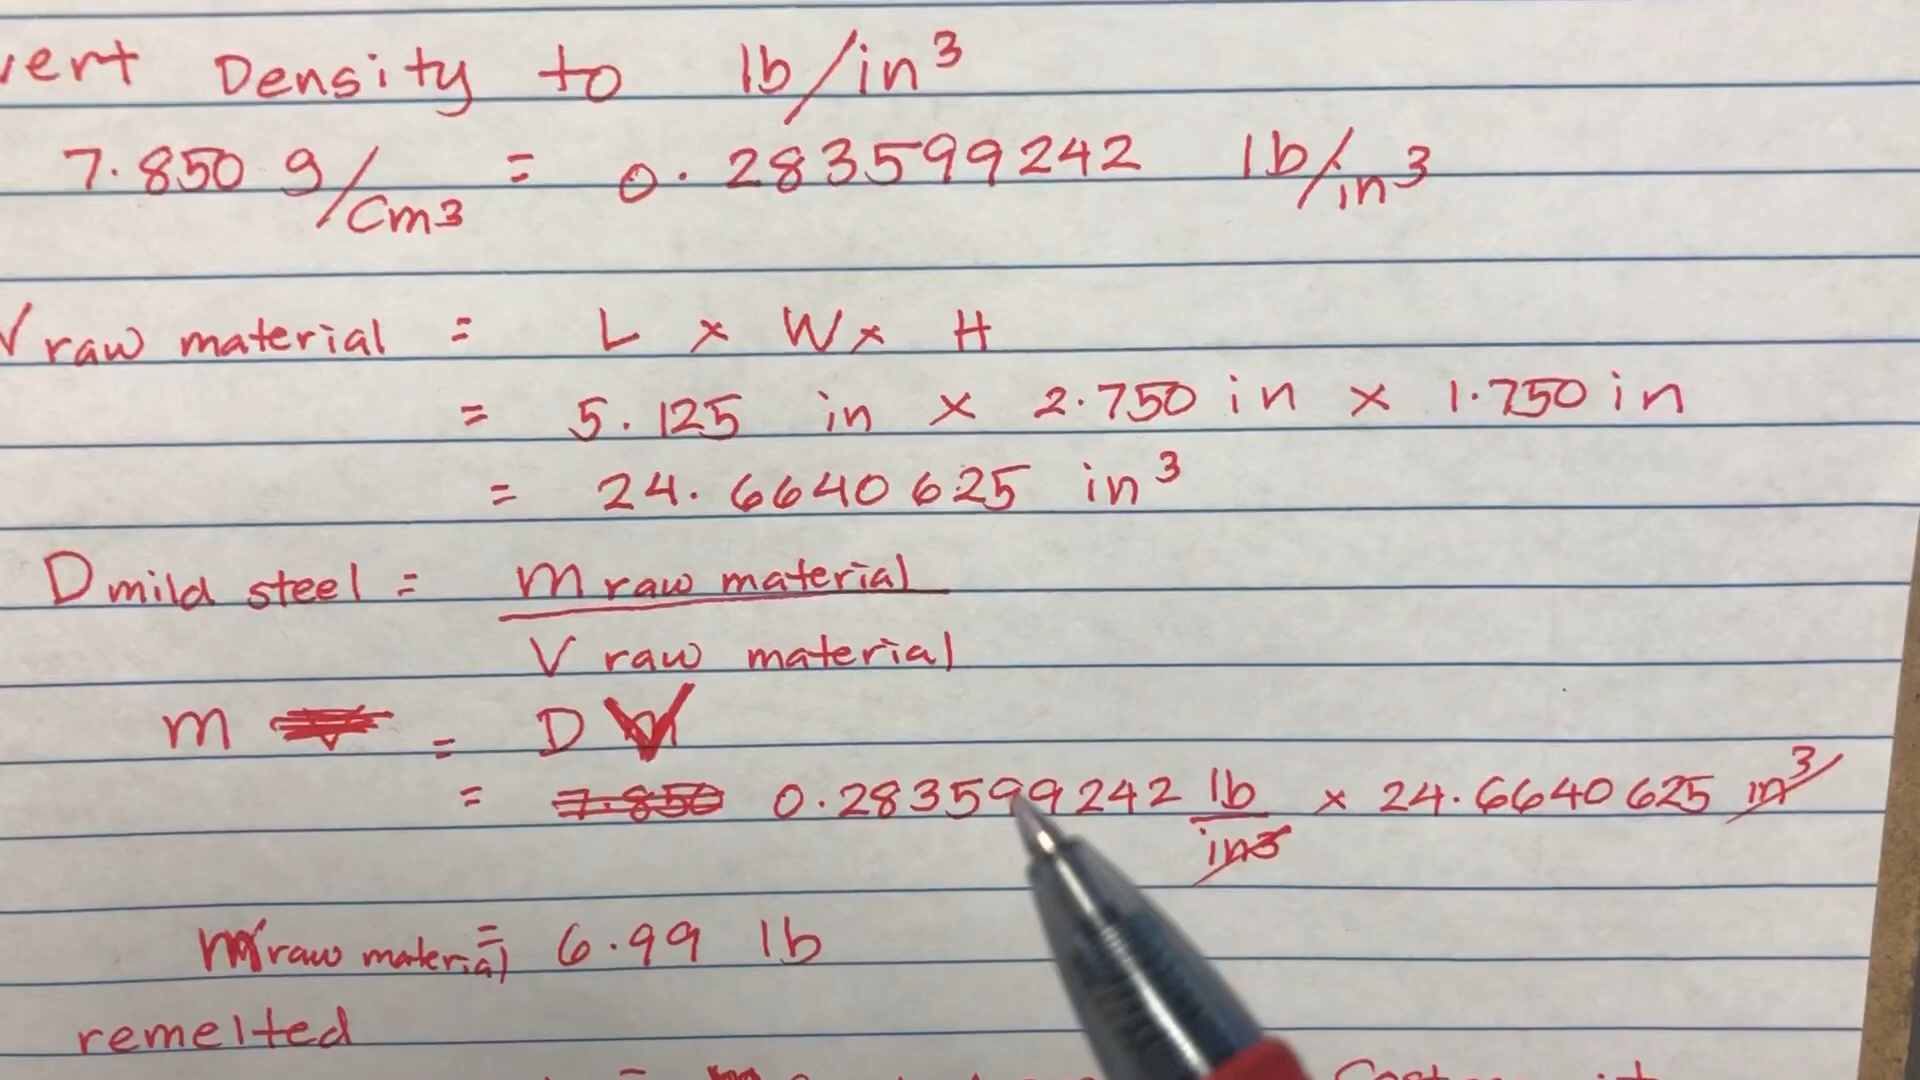 Density to lb/in³
7.850 g/cm3 = 0.283599242 lb/in³
V raw material = L x W x H
= 5.125 in x 2.750 in x 1.750 in
= 24.6640625 in³
D mild steel = m raw material
V raw material
m = D V
= 7.850 0.283599242 lb/in3 x 24.6640625 in³
m raw material = 6.99 lb
remelted